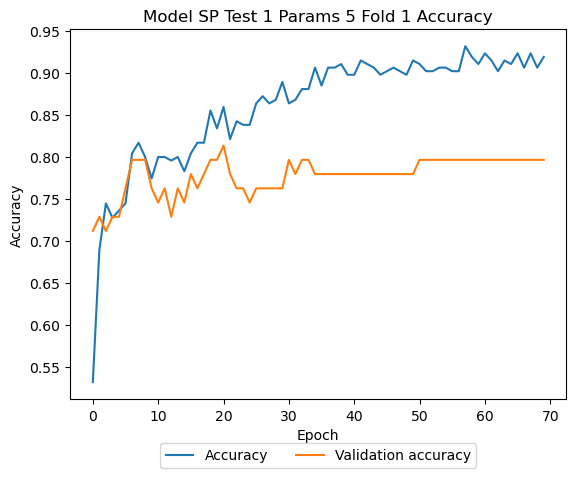 Model SP Test 1 Params 5 Fold 1 Accuracy
0.95
0.90
0.85
0.80
0.75
0.70
0.65
0.60
0.55
Accuracy
0 10 20 30 40 50 60 70
Epoch
Accuracy Validation accuracy